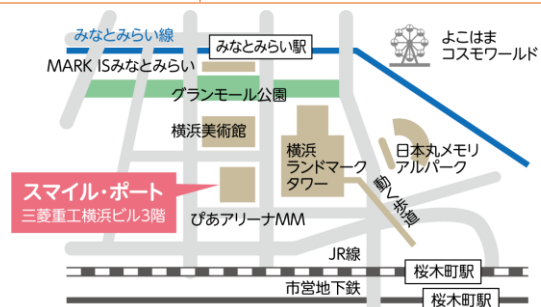 みなとみらい線
みなとみらい駅
よこはま
コスモワールド
MARK ISみなとみらい
グランモール公園
横浜美術館
横浜
ランドマーク
タワー
日本丸メモリ
アルパーク
動く歩道
スマイル・ポート
三菱重工横浜ビル3階
ぴあアリーナMM
JR線
桜木町駅
市営地下鉄
桜木町駅